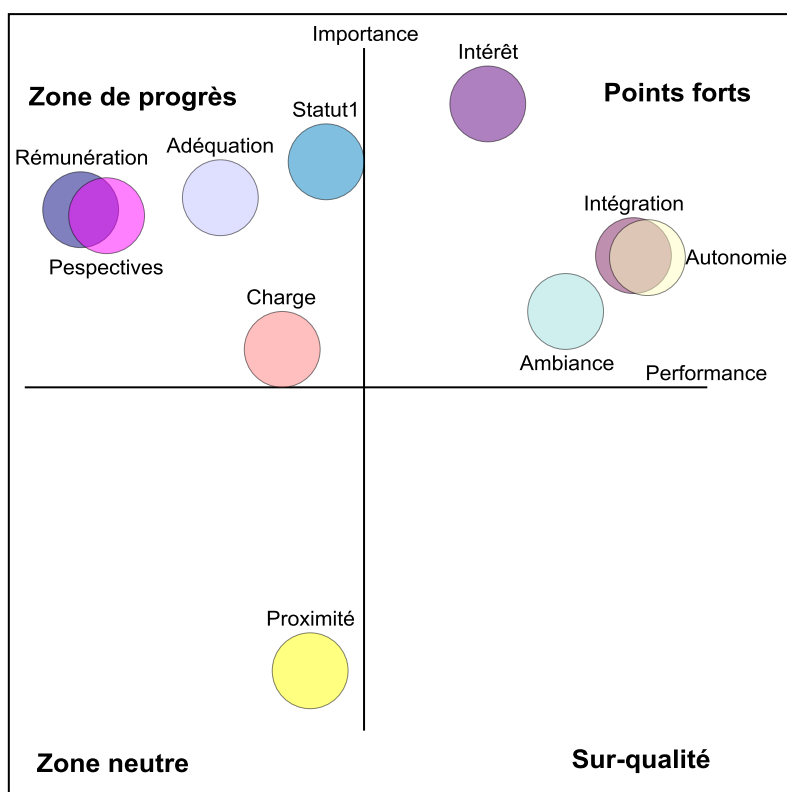 Importance
Intérêt
Zone de progrès
Points forts
Statut1
Adéquation
Rémunération
Intégration
Autonomie
Pespectives
Charge
Ambiance
Performance
Proximité
Zone neutre
Sur-qualité